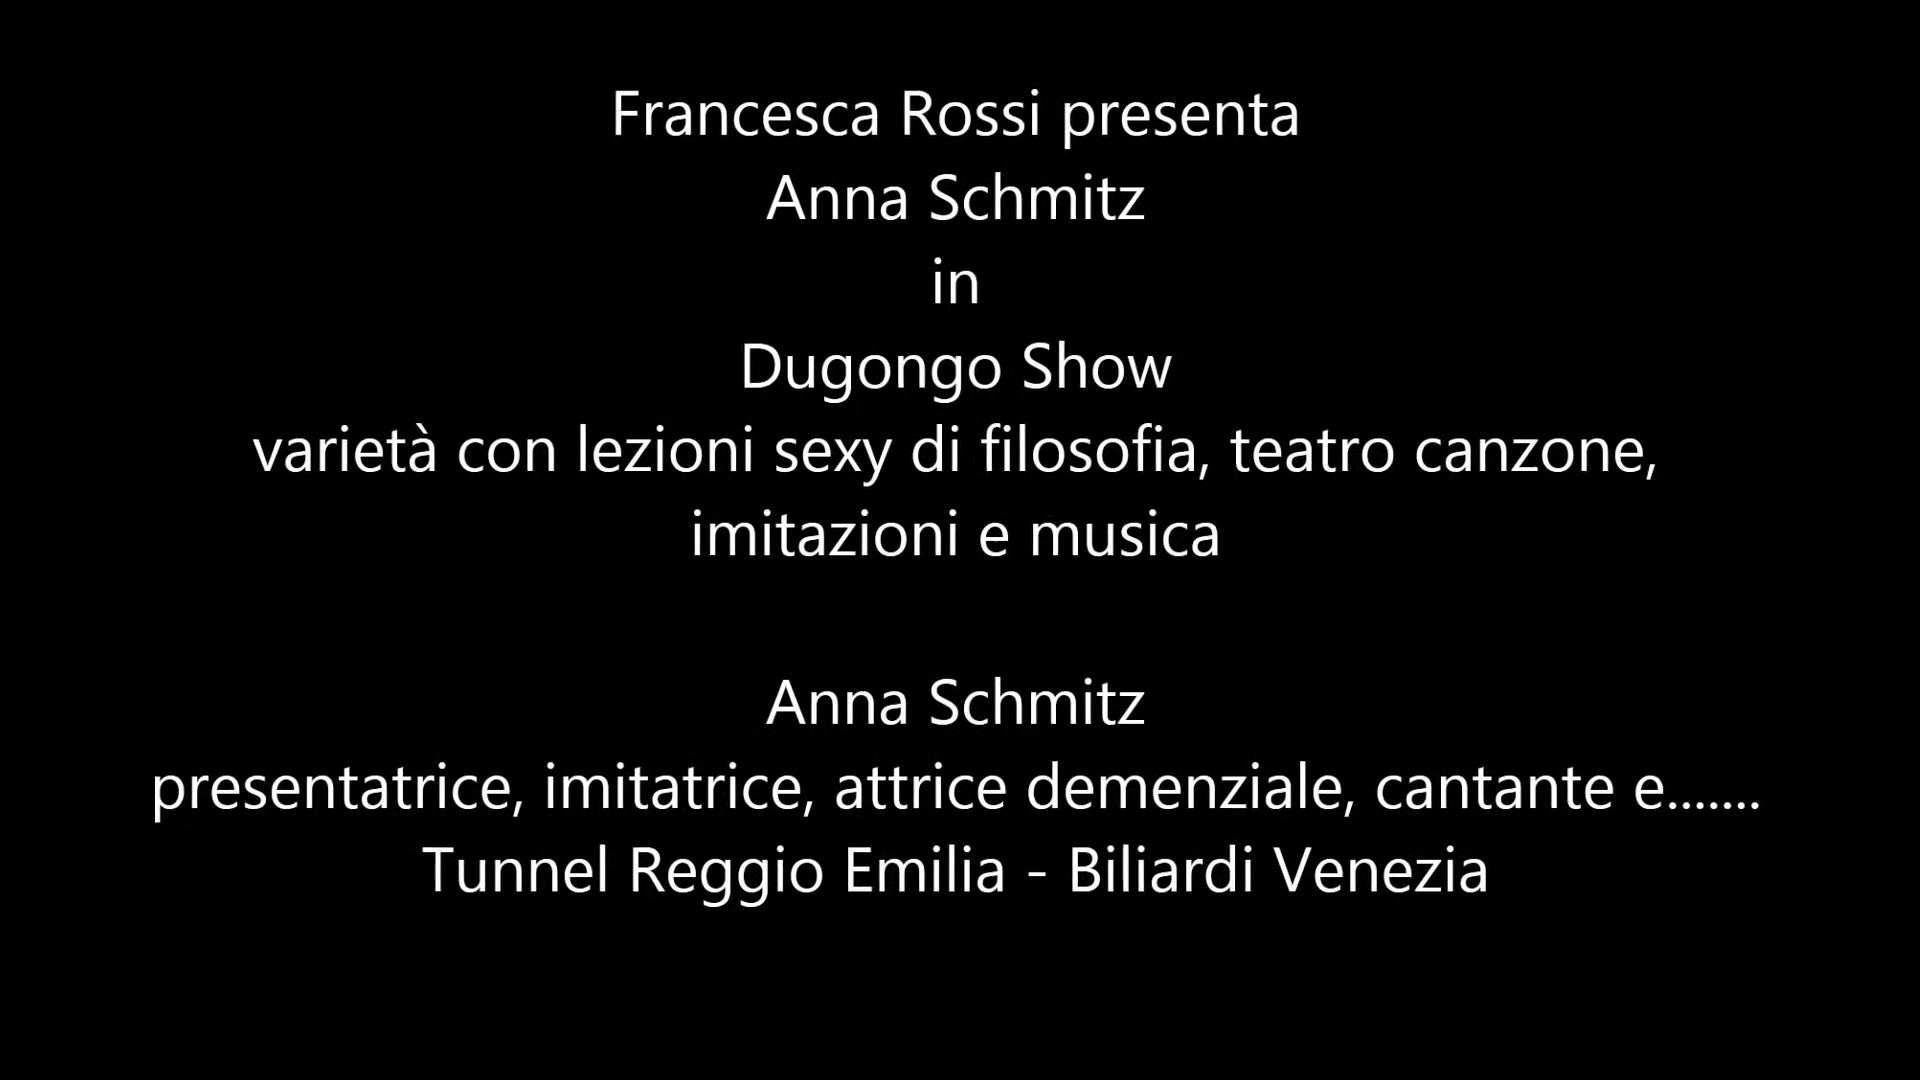 Francesca Rossi presenta
Anna Schmitz
in
Dugongo Show
varietà con lezioni sexy di filosofia, teatro canzone,
imitazioni e musica
Anna Schmitz
presentatrice, imitatrice, attrice demenziale, cantante e.......
Tunnel Reggio Emilia - Biliardi Venezia